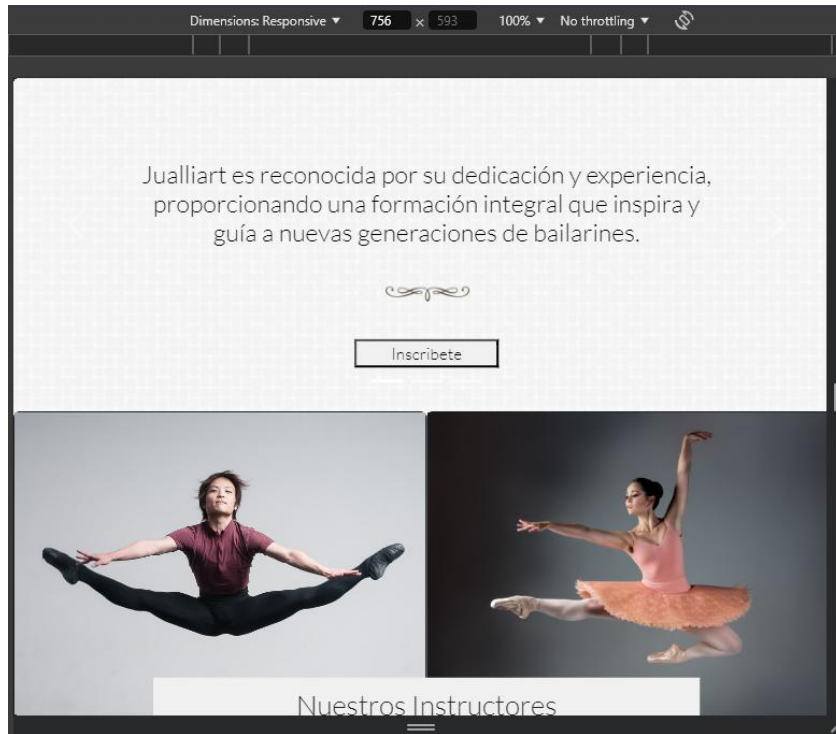 Dimensions: Responsive ▼ 756 × 593 100% ▼ No throttling ▼
Jualliart es reconocida por su dedicación y experiencia,
proporcionando una formación integral que inspira y
guía a nuevas generaciones de bailarines.
Inscribete
Nuestros Instructores